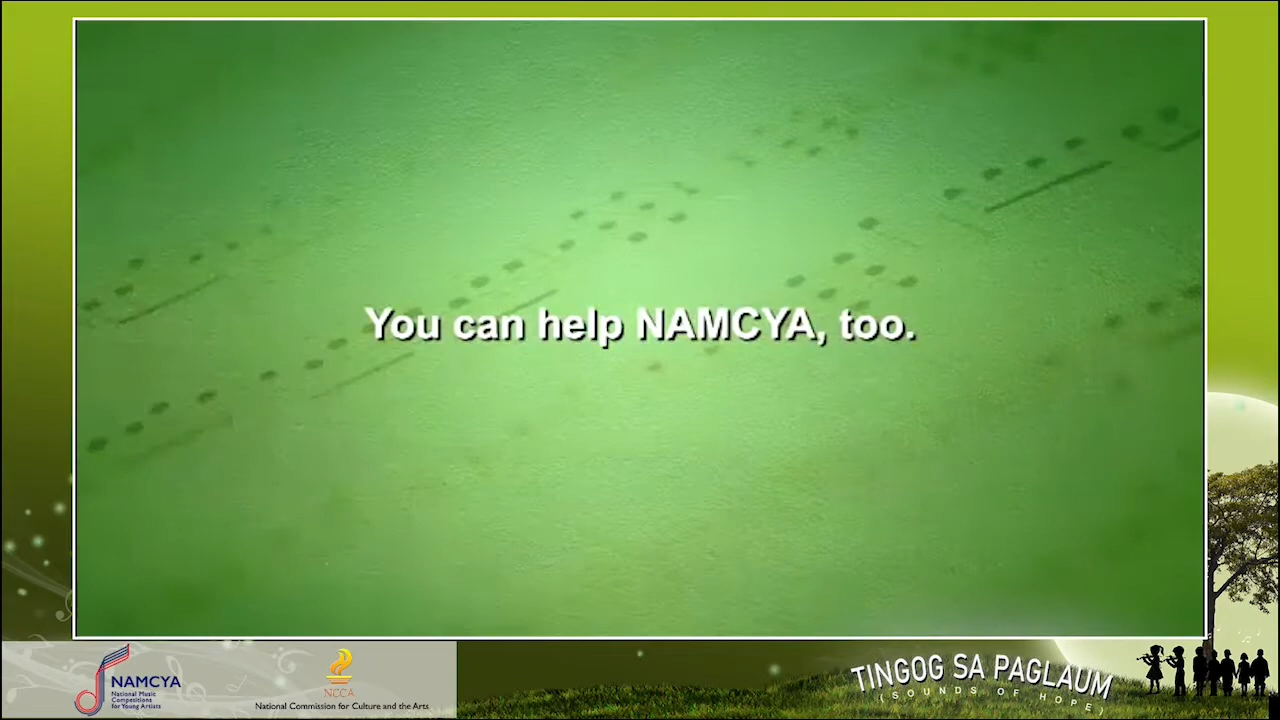 You can help NAMCYA, too.
NAMCYA
National Music
Competitions
for Young Artists
NCCA
National Commission for Culture and the Arts
TINGOG SA PAGLAUM
(SOUNDS OF HOPE)